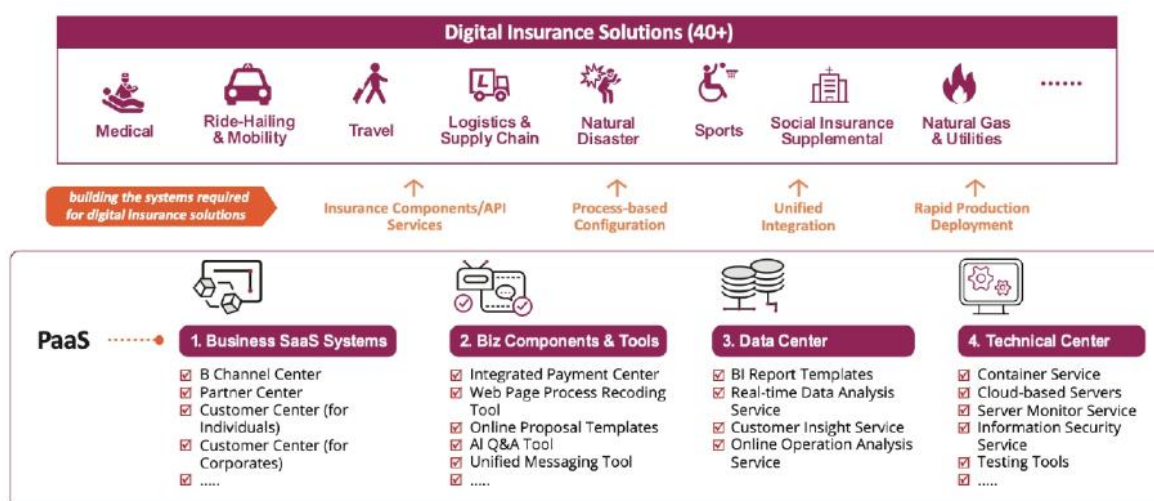 Digital Insurance Solutions (40+)
Medical
Ride-Hailing
& Mobility
Travel
Logistics &
Supply Chain
Natural
Disaster
Sports
Social Insurance
Supplemental
Natural Gas
& Utilities
......
building the systems required
for digital insurance solutions
Insurance Components/API
Services
Process-based
Configuration
Unified
Integration
Rapid Production
Deployment
PaaS
1. Business SaaS Systems
B Channel Center
Partner Center
Customer Center (for
Individuals)
Customer Center (for
Corporates)
.....
2. Biz Components & Tools
Integrated Payment Center
Web Page Process Recoding
Tool
Online Proposal Templates
AI Q&A Tool
Unified Messaging Tool
.....
3. Data Center
BI Report Templates
Real-time Data Analysis
Service
Customer Insight Service
Online Operation Analysis
Service
4. Technical Center
Container Service
Cloud-based Servers
Server Monitor Service
Information Security
Service
Testing Tools
.....